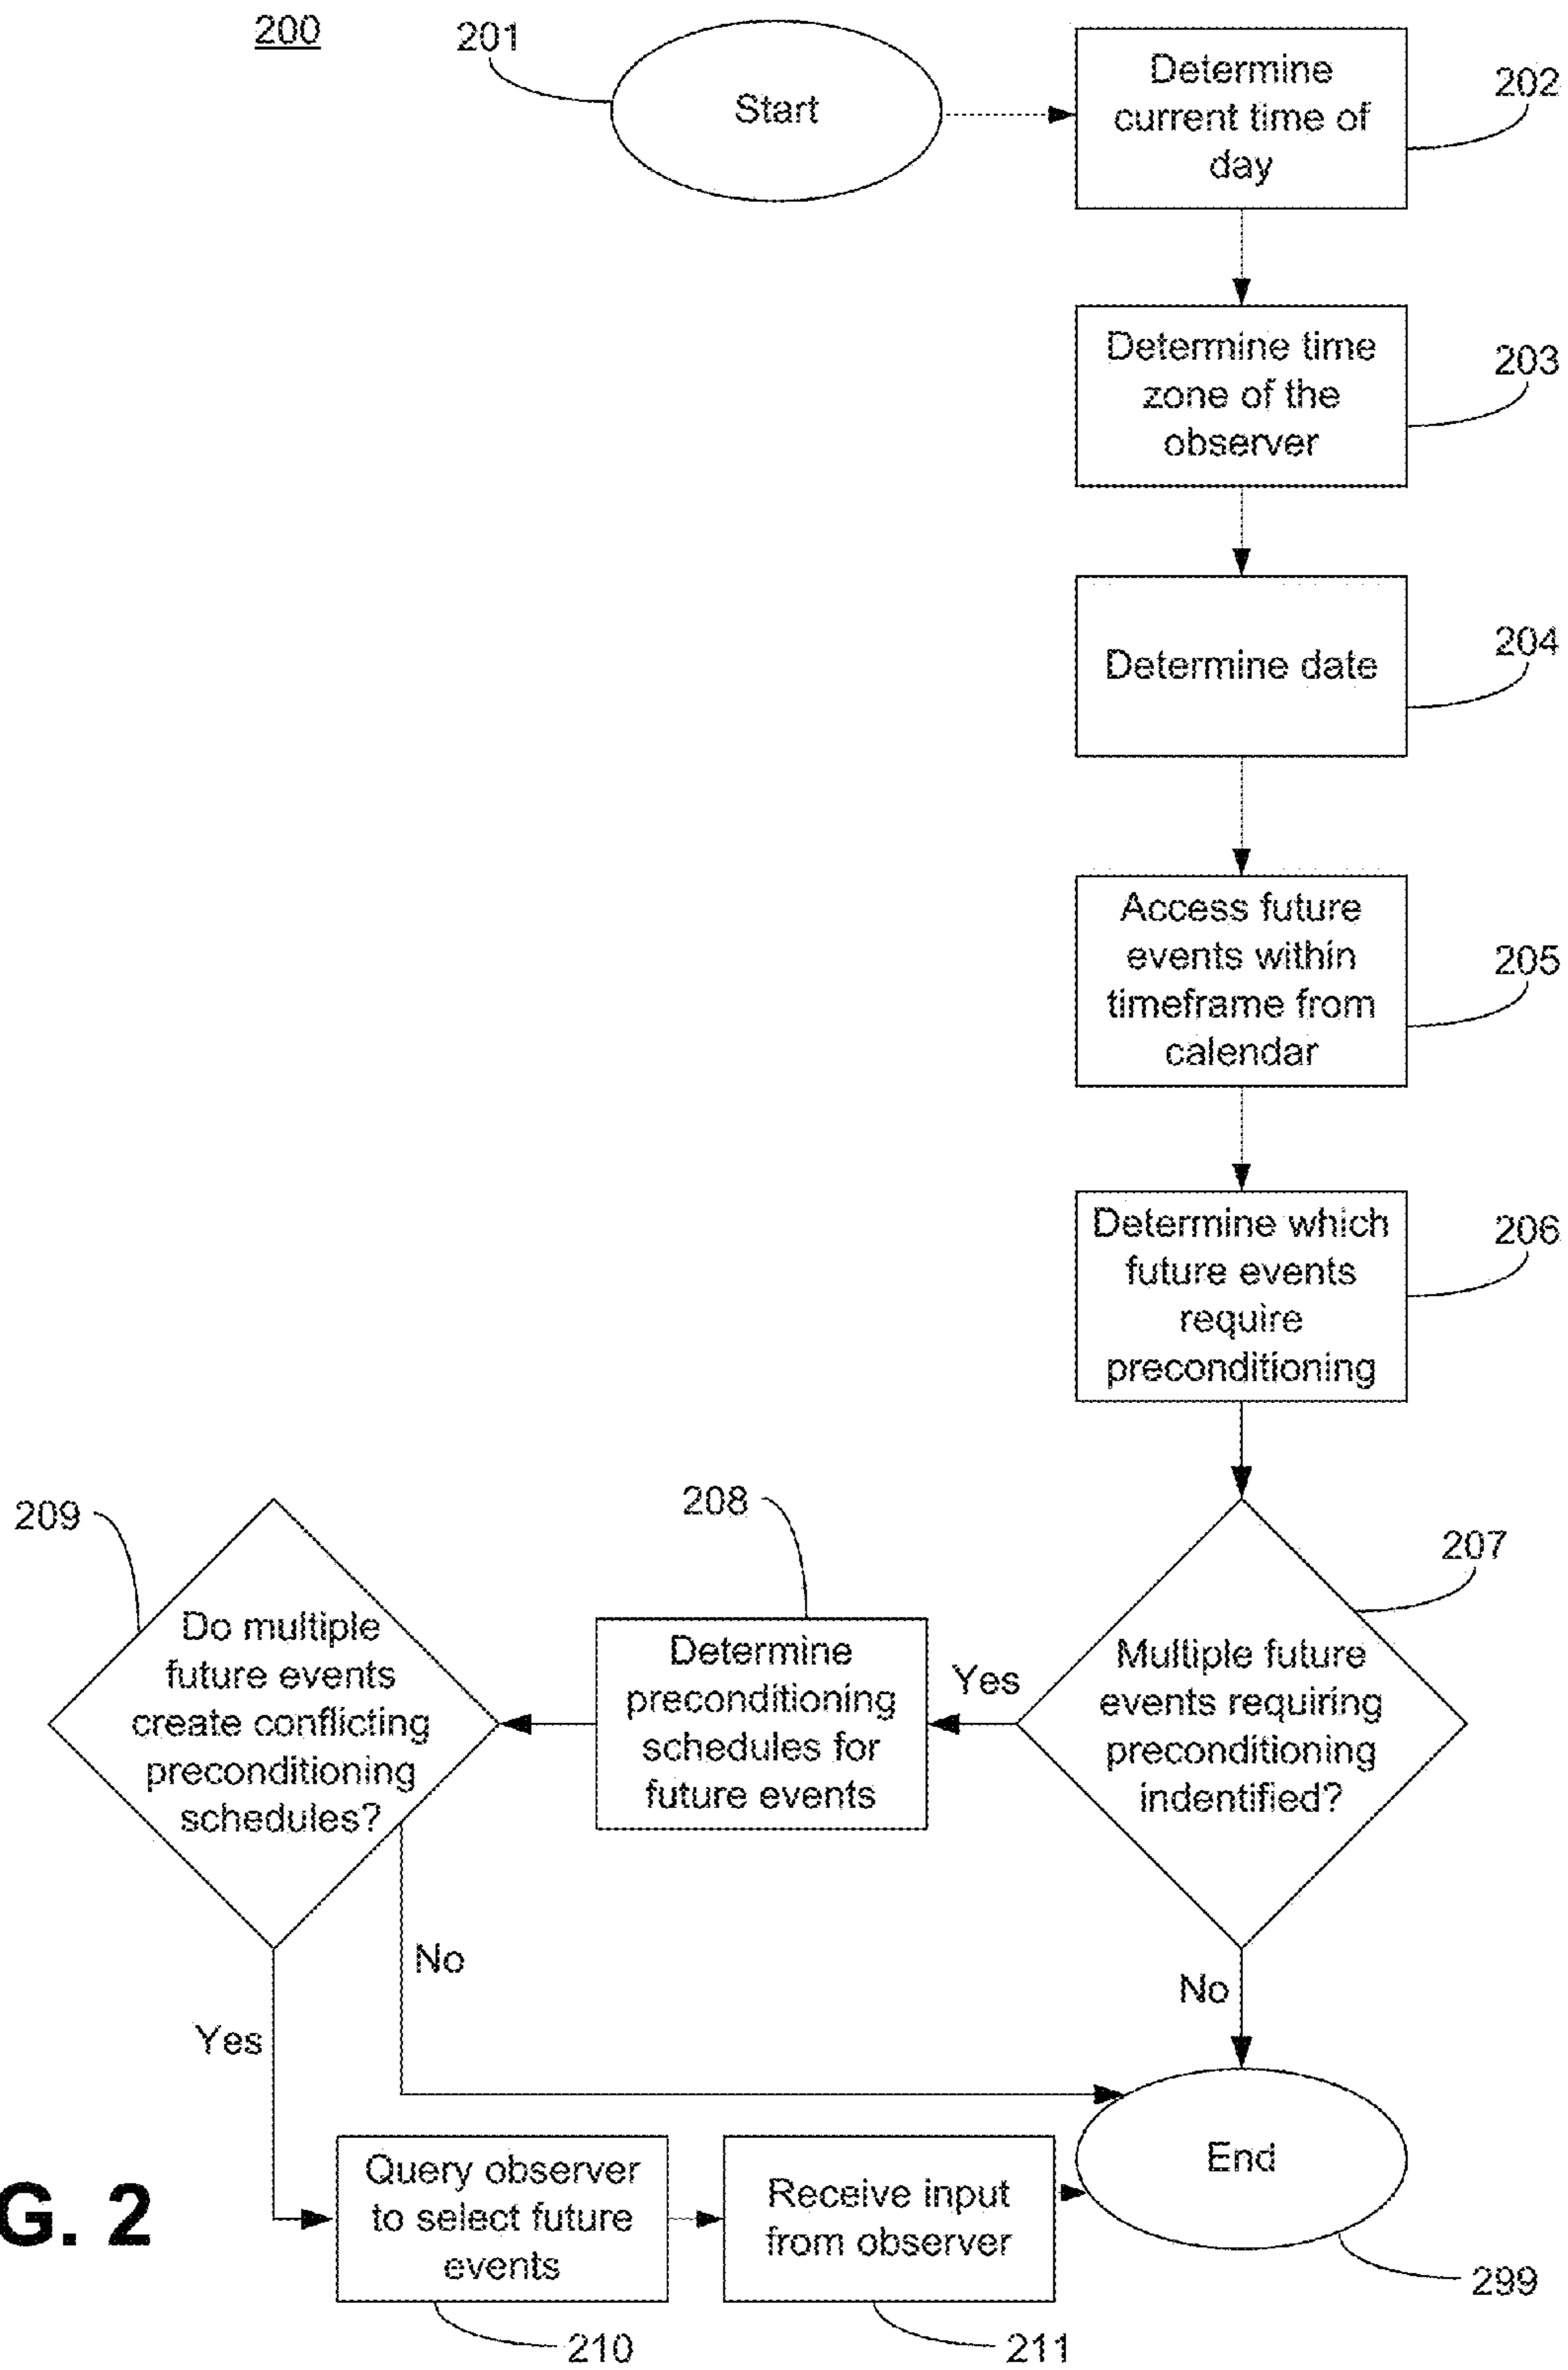 200
201
Start
Determine
current time of
day
202
Determine time
zone of the
observer
203
Determine date
204
Access future
events within
timeframe from
calendar
205
Determine which
future events
require
preconditioning
206
207
Multiple future
events requiring
preconditioning
indentified?
Yes
No
208
Determine
preconditioning
schedules for
future events
209
Do multiple
future events
create conflicting
preconditioning
schedules?
No
Yes
Query observer
to select future
events
210
Receive input
from observer
211
End
299
G. 2